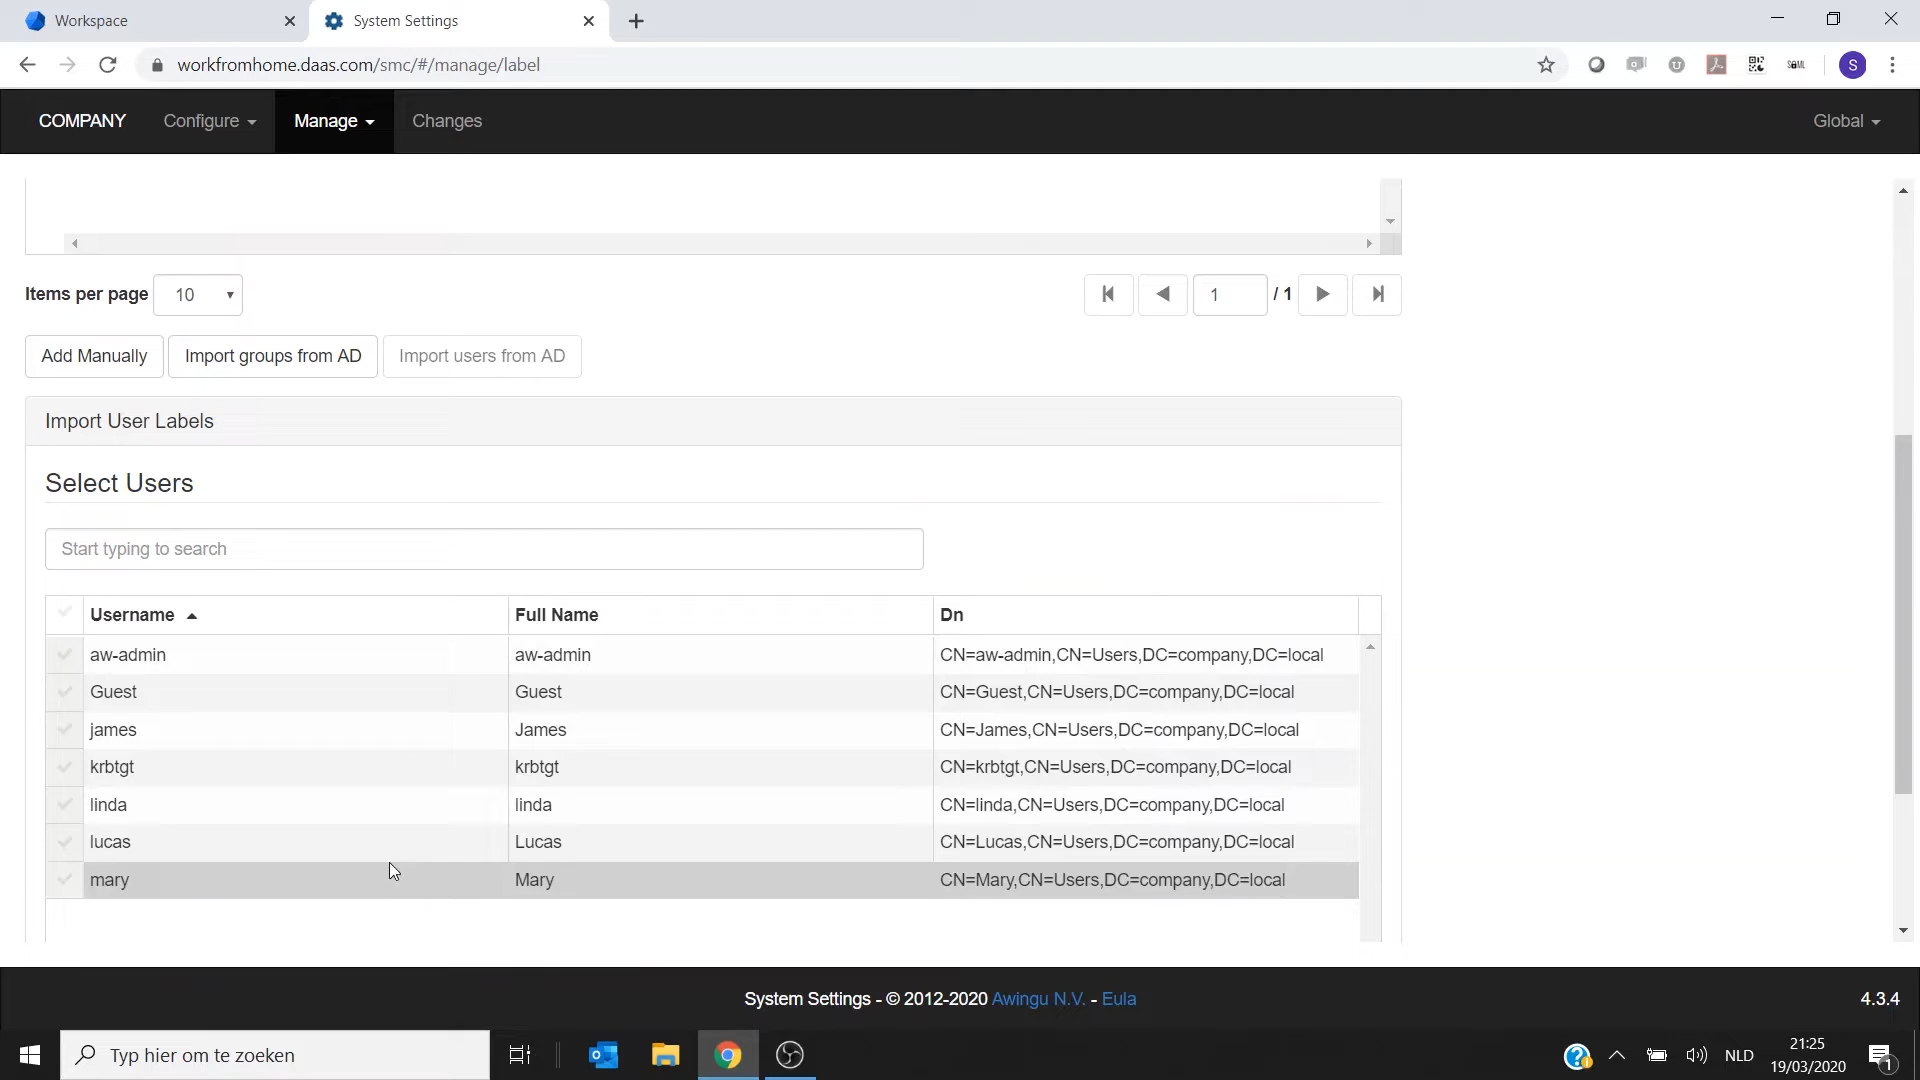 Workspace
System Settings
workfromhome.daas.com/smc/#/manage/label
S
COMPANY
Configure
Manage
Changes
Global
Items per page 10
1 / 1
Add Manually
Import groups from AD
Import users from AD
Import User Labels
Select Users
Start typing to search
Username Full Name Dn
aw-admin aw-admin CN=aw-admin,CN=Users,DC=company,DC=local
Guest Guest CN=Guest,CN=Users,DC=company,DC=local
james James CN=James,CN=Users,DC=company,DC=local
krbtgt krbtgt CN=krbtgt,CN=Users,DC=company,DC=local
linda linda CN=linda,CN=Users,DC=company,DC=local
lucas Lucas CN=Lucas,CN=Users,DC=company,DC=local
mary Mary CN=Mary,CN=Users,DC=company,DC=local
System Settings - © 2012-2020 Awingu N.V. - Eula
4.3.4
Typ hier om te zoeken
NLD
21:25
19/03/2020
1